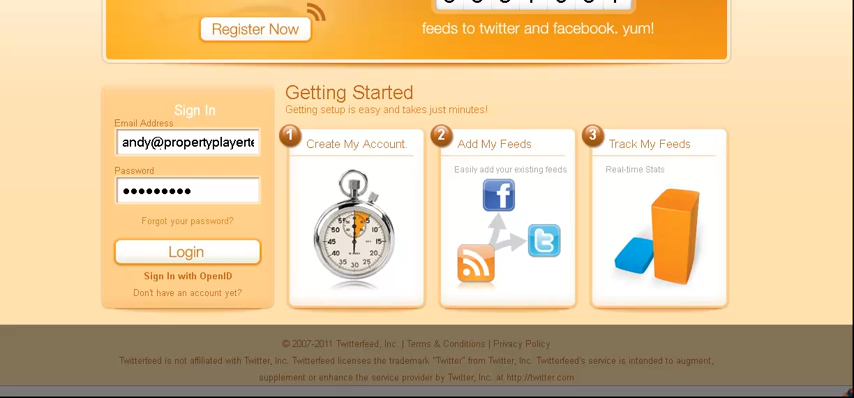 Register Now
feeds to twitter and facebook. yum!
Sign In
Email Address
andy@propertyplayerte
Password
Forgot your password?
Login
Sign In with OpenID
Don't have an account yet?
Getting Started
Getting setup is easy and takes just minutes!
1 Create My Account.
2 Add My Feeds
Easily add your existing feeds
3 Track My Feeds
Real-time Stats
© 2007-2011 Twitterfeed, Inc. | Terms & Conditions | Privacy Policy
Twitterfeed is not affiliated with Twitter, Inc. Twitterfeed licenses the trademark "Twitter" from Twitter, Inc. Twitterfeed's service is intended to augment,
supplement or enhance the service provider by Twitter, Inc. at http://twitter.com